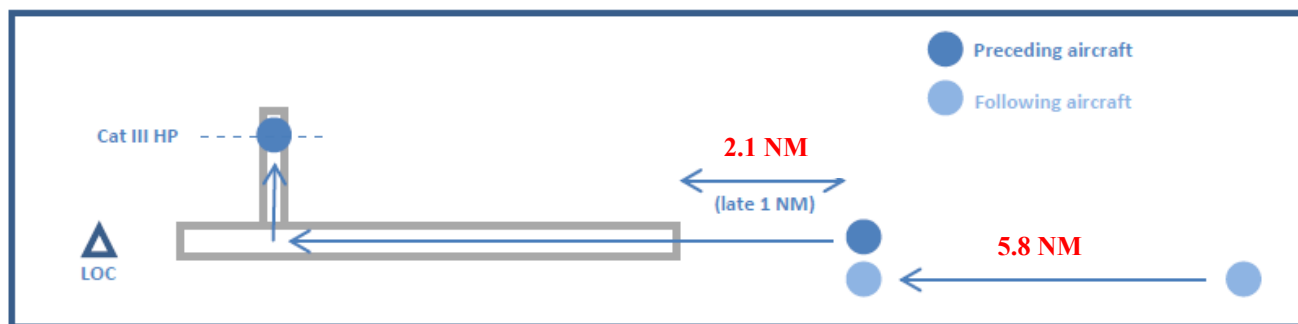 Preceding aircraft
Following aircraft
Cat III HP
2.1 NM
(late 1 NM)
LOC
5.8 NM